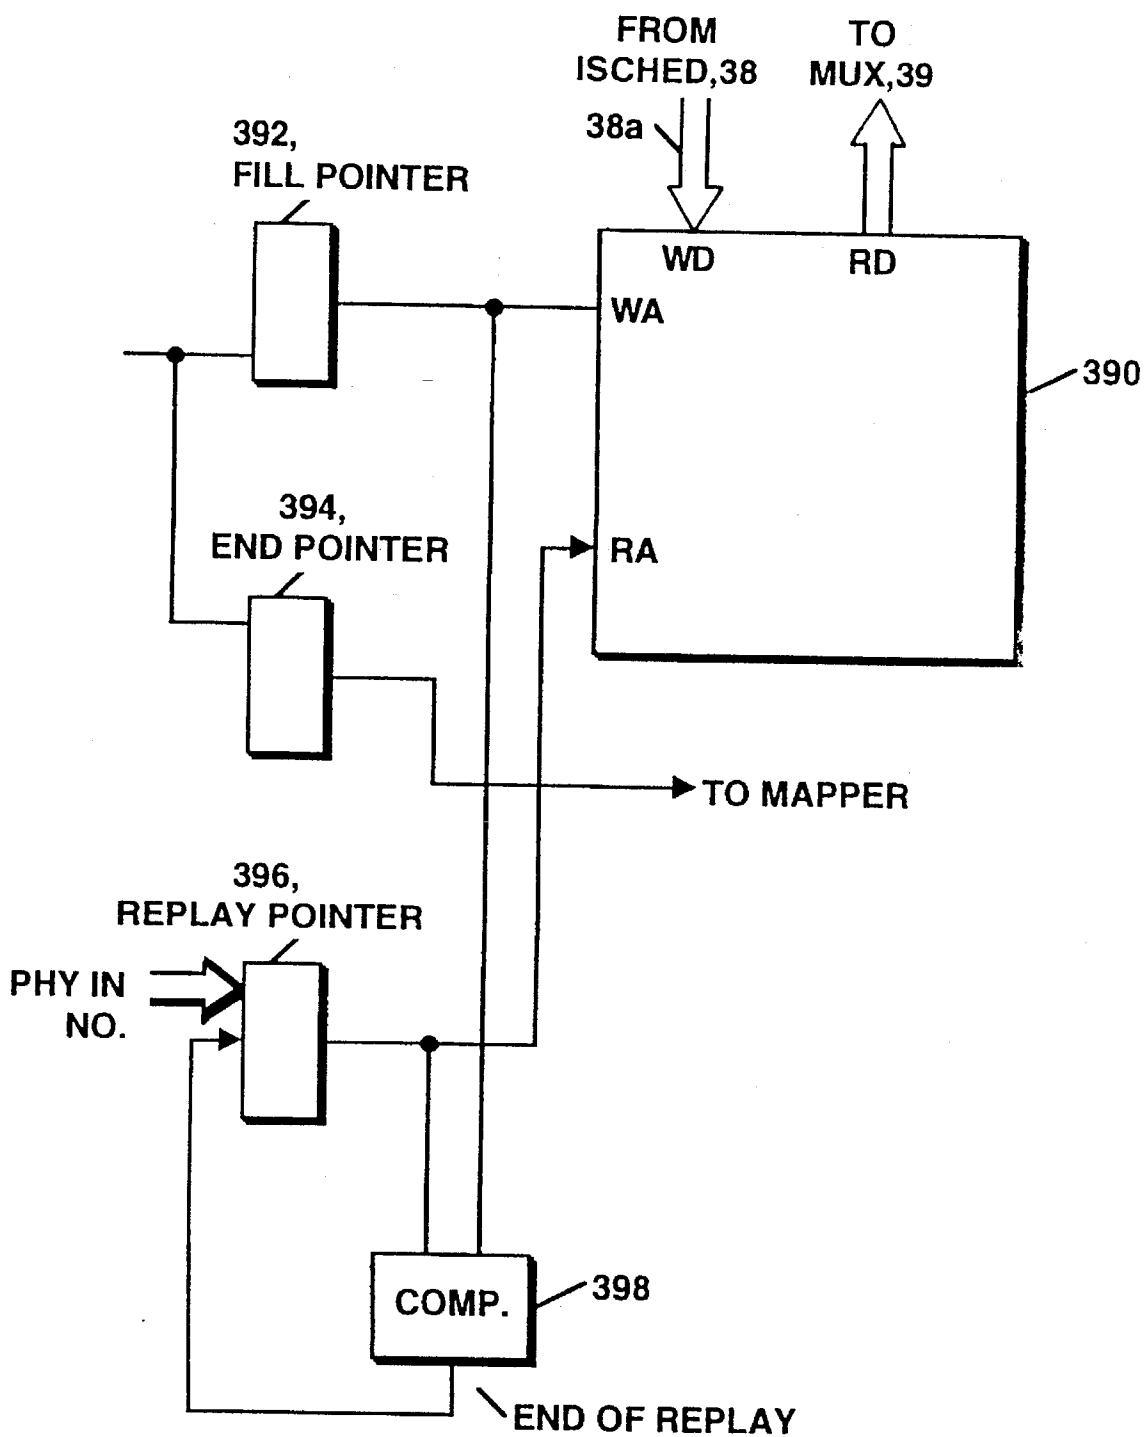 FROM
ISCHED,38
TO
MUX,39
38a
392,
FILL POINTER
WD
RD
WA
390
394,
END POINTER
RA
TO MAPPER
396,
REPLAY POINTER
PHY IN
NO.
COMP.
398
END OF REPLAY